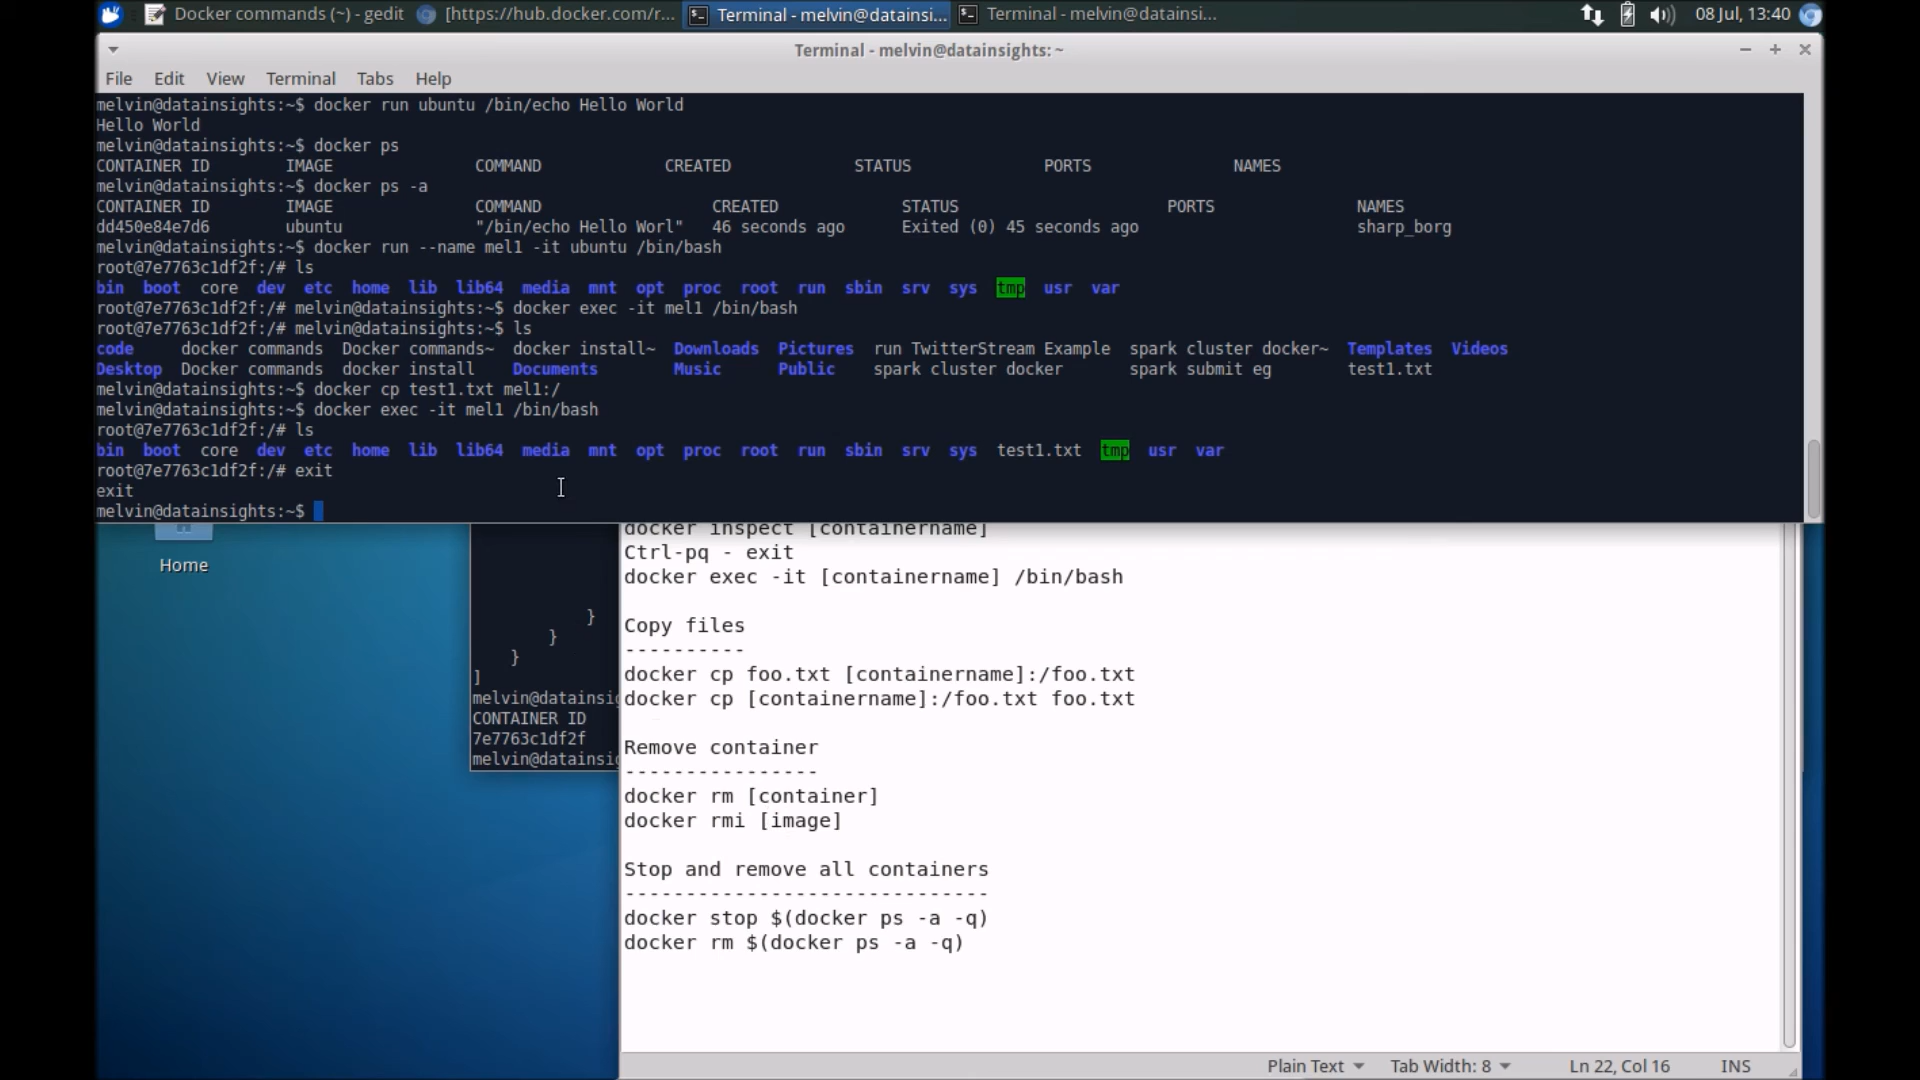 Docker commands (~) - gedit [https://hub.docker.com/r... Terminal - melvin@datainsi... Terminal - melvin@datainsi... 08 Jul, 13:40
Terminal - melvin@datainsights: ~
File Edit View Terminal Tabs Help
melvin@datainsights:~$ docker run ubuntu /bin/echo Hello World
Hello World
melvin@datainsights:~$ docker ps
CONTAINER ID IMAGE COMMAND CREATED STATUS PORTS NAMES
melvin@datainsights:~$ docker ps -a
CONTAINER ID IMAGE COMMAND CREATED STATUS PORTS NAMES
dd450e84e7d6 ubuntu "/bin/echo Hello Worl" 46 seconds ago Exited (0) 45 seconds ago sharp_borg
melvin@datainsights:~$ docker run --name mel1 -it ubuntu /bin/bash
root@7e7763c1df2f:/# ls
bin boot core dev etc home lib lib64 media mnt opt proc root run sbin srv sys tmp usr var
root@7e7763c1df2f:/# melvin@datainsights:~$ docker exec -it mel1 /bin/bash
root@7e7763c1df2f:/# melvin@datainsights:~$ ls
code docker commands Docker commands~ docker install~ Downloads Pictures run TwitterStream Example spark cluster docker~ Templates Videos
Desktop Docker commands docker install Documents Music Public spark cluster docker spark submit eg test1.txt
melvin@datainsights:~$ docker cp test1.txt mel1:/
melvin@datainsights:~$ docker exec -it mel1 /bin/bash
root@7e7763c1df2f:/# ls
bin boot core dev etc home lib lib64 media mnt opt proc root run sbin srv sys test1.txt tmp usr var
root@7e7763c1df2f:/# exit
exit
melvin@datainsights:~$
Home
}
}
}
]
melvin@datainsig
CONTAINER ID
7e7763c1df2f
melvin@datainsig
docker inspect [containername]
Ctrl-pq - exit
docker exec -it [containername] /bin/bash
Copy files
----------
docker cp foo.txt [containername]:/foo.txt
docker cp [containername]:/foo.txt foo.txt
Remove container
----------------
docker rm [container]
docker rmi [image]
Stop and remove all containers
------------------------------
docker stop $(docker ps -a -q)
docker rm $(docker ps -a -q)
Plain Text Tab Width: 8 Ln 22, Col 16 INS